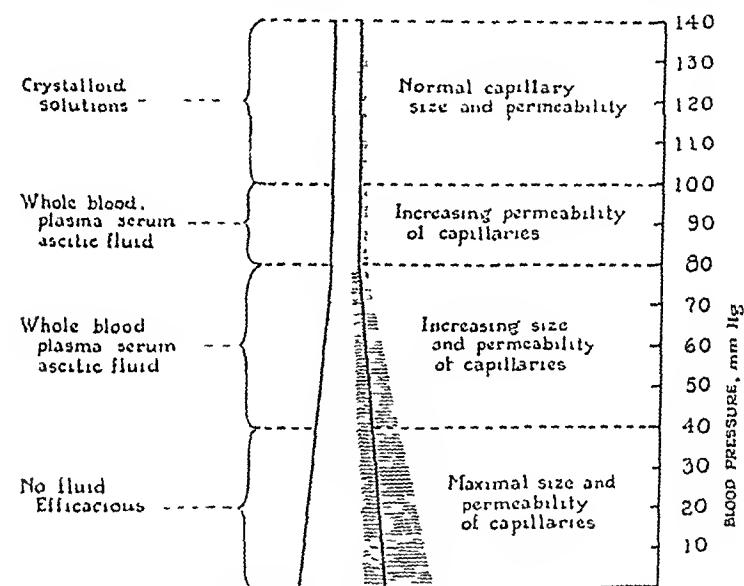 Crystalloid
solutions
Whole blood,
plasma serum
ascitic fluid
Whole blood
plasma serum
ascitic fluid
No fluid
Efficacious
Normal capillary
size and permeability
Increasing permeability
of capillaries
Increasing size
and permeability
of capillaries
Maximal size and
permeability
of capillaries
140
130
120
110
100
90
80
70
60
50
40
30
20
10
BLOOD PRESSURE, mm Hg